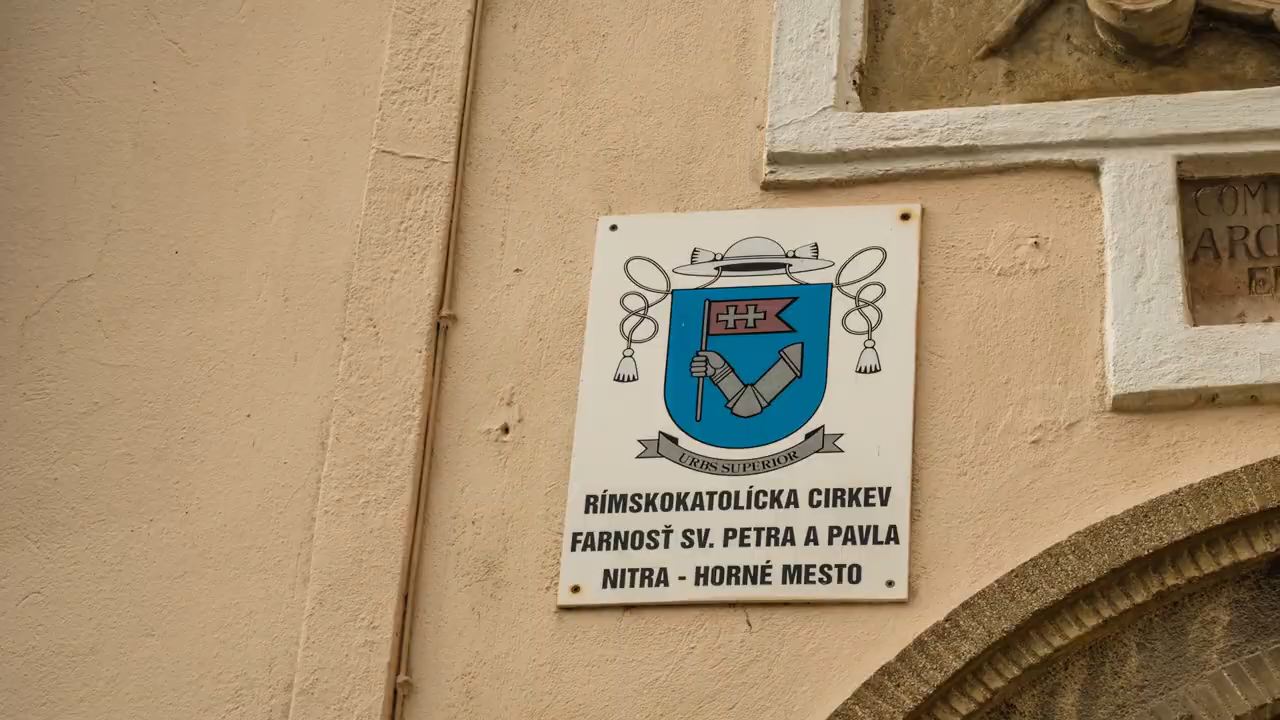 URBS SUPERIOR
RÍMSKOKATOLÍCKA CIRKEV
FARNOSŤ SV. PETRA A PAVLA
NITRA - HORNÉ MESTO